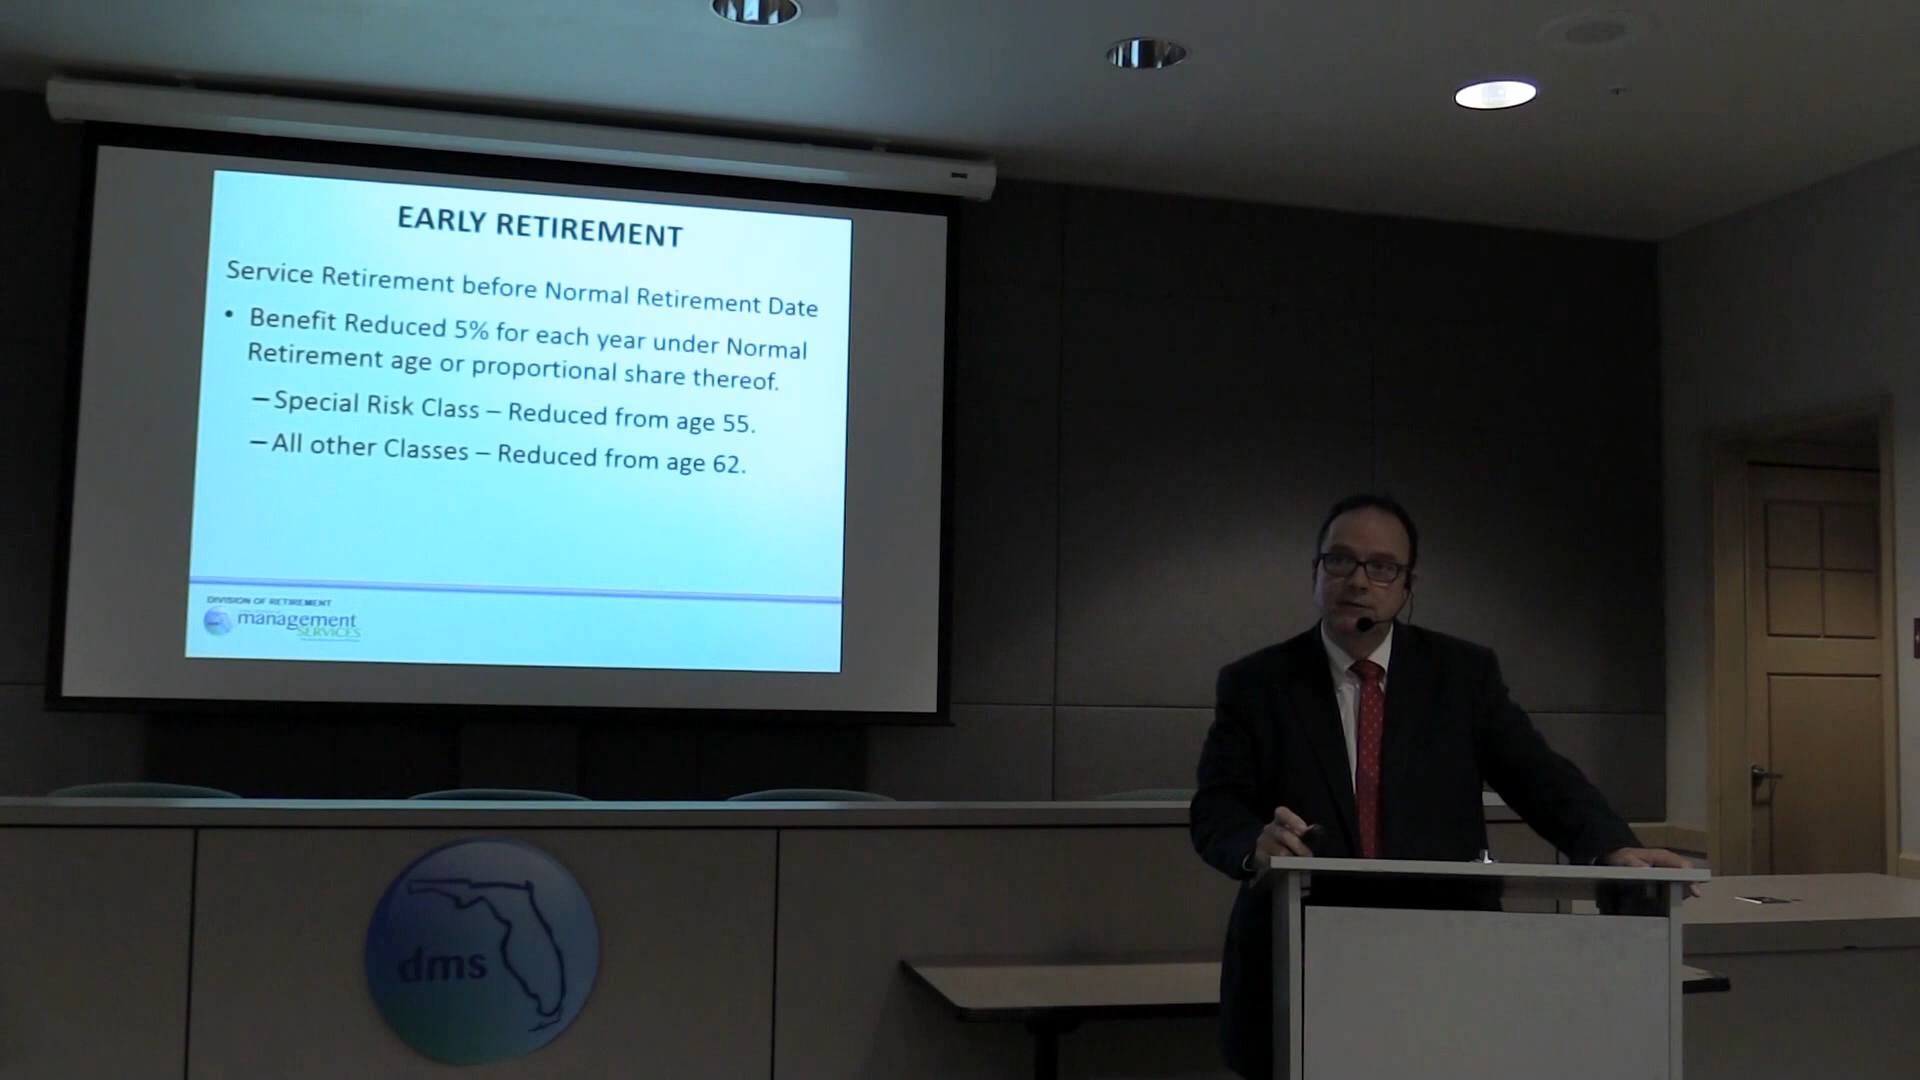 EARLY RETIREMENT
Service Retirement before Normal Retirement Date
• Benefit Reduced 5% for each year under Normal
Retirement age or proportional share thereof.
– Special Risk Class – Reduced from age 55.
– All other Classes – Reduced from age 62.
DIVISION OF RETIREMENT
management
SERVICES
dms